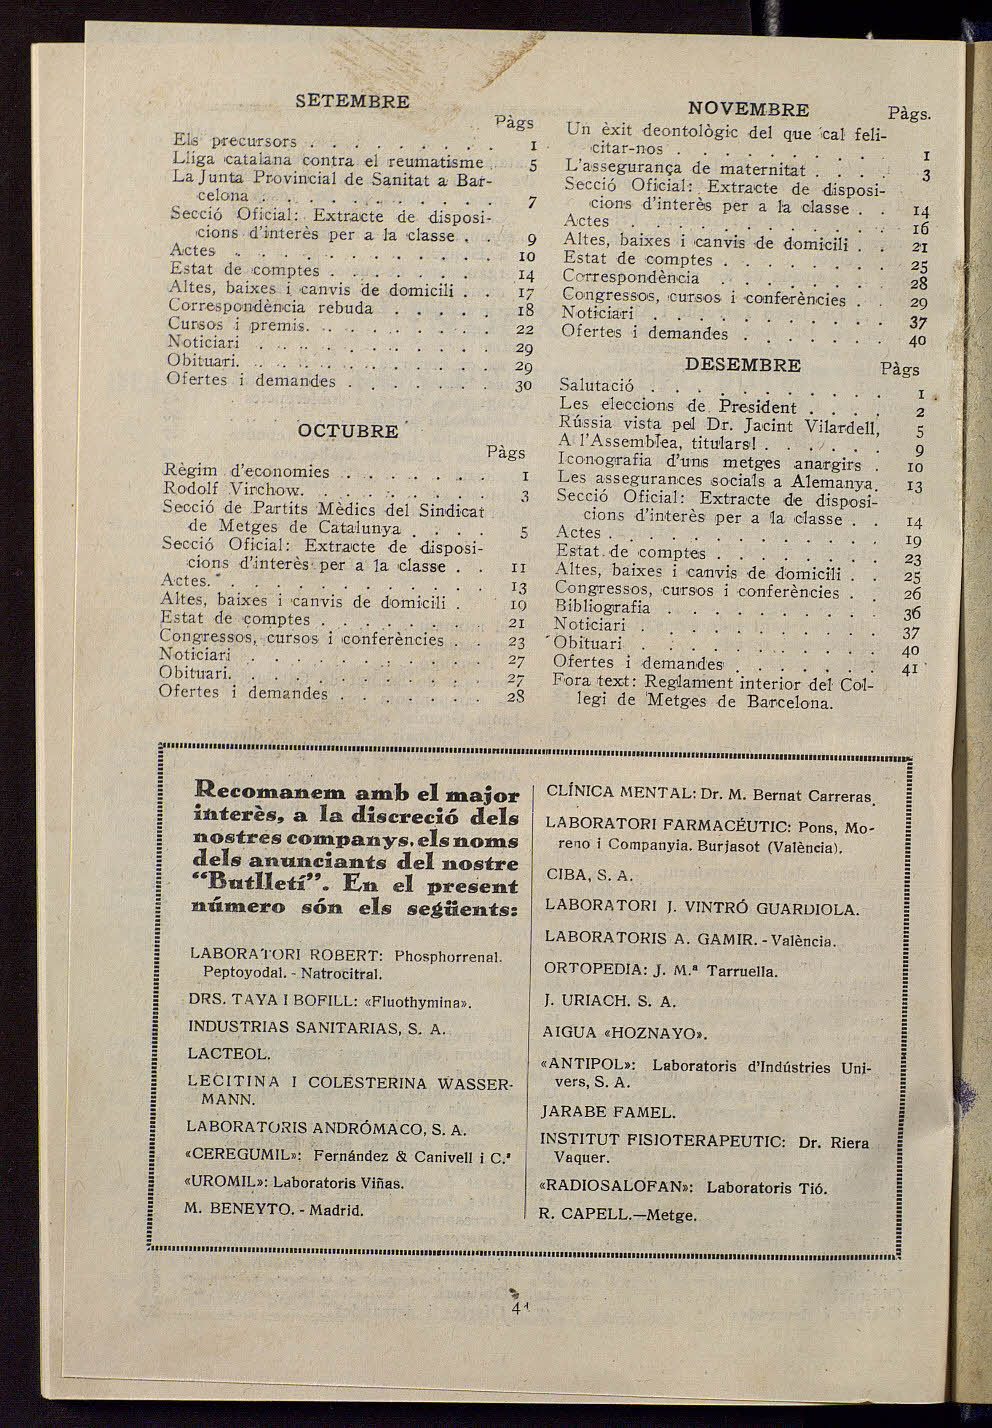 SETEMBRE
Pàgs
Els precursors . . . . . . . . . 1
Lliga catalana contra el reumatisme . 5
La Junta Provincial de Sanitat a Bar-
celona . . . . . . . . . . . 7
Secció Oficial: Extracte de disposi-
cions d'interès per a la classe . . 9
Actes . . . . . . . . . . . . 10
Estat de comptes . . . . . . . 14
Altes, baixes i canvis de domicili . . 17
Correspondència rebuda . . . . . 18
Cursos i premis. . . . . . . . . 22
Noticiari . . . . . . . . . . . 29
Obituari. . . . . . . . . . . . 29
Ofertes i demandes . . . . . . . 30
OCTUBRE
Pàgs
Règim d'economies . . . . . . . 1
Rodolf Virchow. . . . . . . . . 3
Secció de Partits Mèdics del Sindicat
de Metges de Catalunya . . . . 5
Secció Oficial: Extracte de disposi-
cions d'interès per a la classe . . 11
Actes. . . . . . . . . . . . . 13
Altes, baixes i canvis de domicili . 19
Estat de comptes . . . . . . . . 21
Congressos, cursos i conferències . . 23
Noticiari . . . . . . . . . . . 27
Obituari. . . . . . . . . . . . 27
Ofertes i demandes . . . . . . . 28
NOVEMBRE
Pàgs.
Un èxit deontològic del que cal feli-
citar-nos . . . . . . . . . . 1
L'assegurança de maternitat . . . . 3
Secció Oficial: Extracte de disposi-
cions d'interès per a la classe . . 14
Actes . . . . . . . . . . . . 16
Altes, baixes i canvis de domicili . . 21
Estat de comptes . . . . . . . . 25
Correspondència . . . . . . . . 28
Congressos, cursos i conferències . . 29
Noticiari . . . . . . . . . . . 37
Ofertes i demandes . . . . . . . 40
DESEMBRE
Pàgs
Salutació . . . . . . . . . . . 1
Les eleccions de President . . . . 2
Rússia vista pel Dr. Jacint Vilardell, 5
A l'Assemblea, titulars! . . . . . . 9
Iconografia d'uns metges anargirs . 10
Les assegurances socials a Alemanya. 13
Secció Oficial: Extracte de disposi-
cions d'interès per a la classe . . 14
Actes . . . . . . . . . . . . 19
Estat de comptes . . . . . . . . 23
Altes, baixes i canvis de domicili . . 25
Congressos, cursos i conferències . . 26
Bibliografia . . . . . . . . . . 36
Noticiari . . . . . . . . . . . 37
Obituari . . . . . . . . . . . 40
Ofertes i demandes . . . . . . . 41
Fora text: Reglament interior del Col-
legi de Metges de Barcelona.
Recomanem amb el major
interès, a la discreció dels
nostres companys, els noms
dels anunciants del nostre
“Butlletí”. En el present
número són els següents:
LABORATORI ROBERT: Phosphorrenal.
Peptoyodal. - Natrocitral.
DRS. TAYA I BOFILL: «Fluothymina».
INDUSTRIAS SANITARIAS, S. A.
LACTEOL.
LECITINA I COLESTERINA WASSER-
MANN.
LABORATORIS ANDRÓMACO, S. A.
«CEREGUMIL»: Fernández & Canivell i C.ª
«UROMIL»: Laboratoris Viñas.
M. BENEYTO. - Madrid.
CLÍNICA MENTAL: Dr. M. Bernat Carreras.
LABORATORI FARMACÉUTIC: Pons, Mo-
reno i Companyia. Burjasot (València).
CIBA, S. A.
LABORATORI J. VINTRÓ GUARDIOLA.
LABORATORIS A. GAMIR. - València.
ORTOPEDIA: J. M.ª Tarruella.
J. URIACH. S. A.
AIGUA «HOZNAYO».
«ANTIPOL»: Laboratoris d'Indústries Uni-
vers, S. A.
JARABE FAMEL.
INSTITUT FISIOTERAPEUTIC: Dr. Riera
Vaquer.
«RADIOSALOFAN»: Laboratoris Tió.
R. CAPELL.—Metge.
41